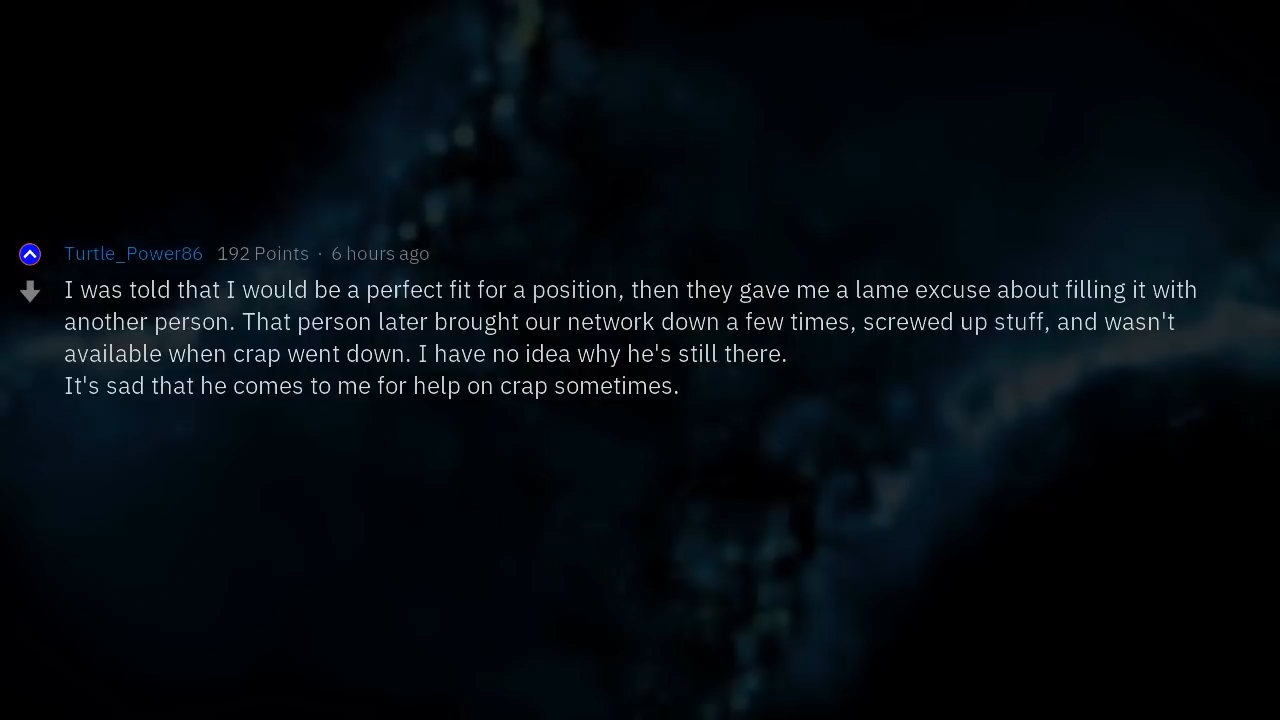 Turtle_Power86 192 Points · 6 hours ago
I was told that I would be a perfect fit for a position, then they gave me a lame excuse about filling it with
another person. That person later brought our network down a few times, screwed up stuff, and wasn't
available when crap went down. I have no idea why he's still there.
It's sad that he comes to me for help on crap sometimes.